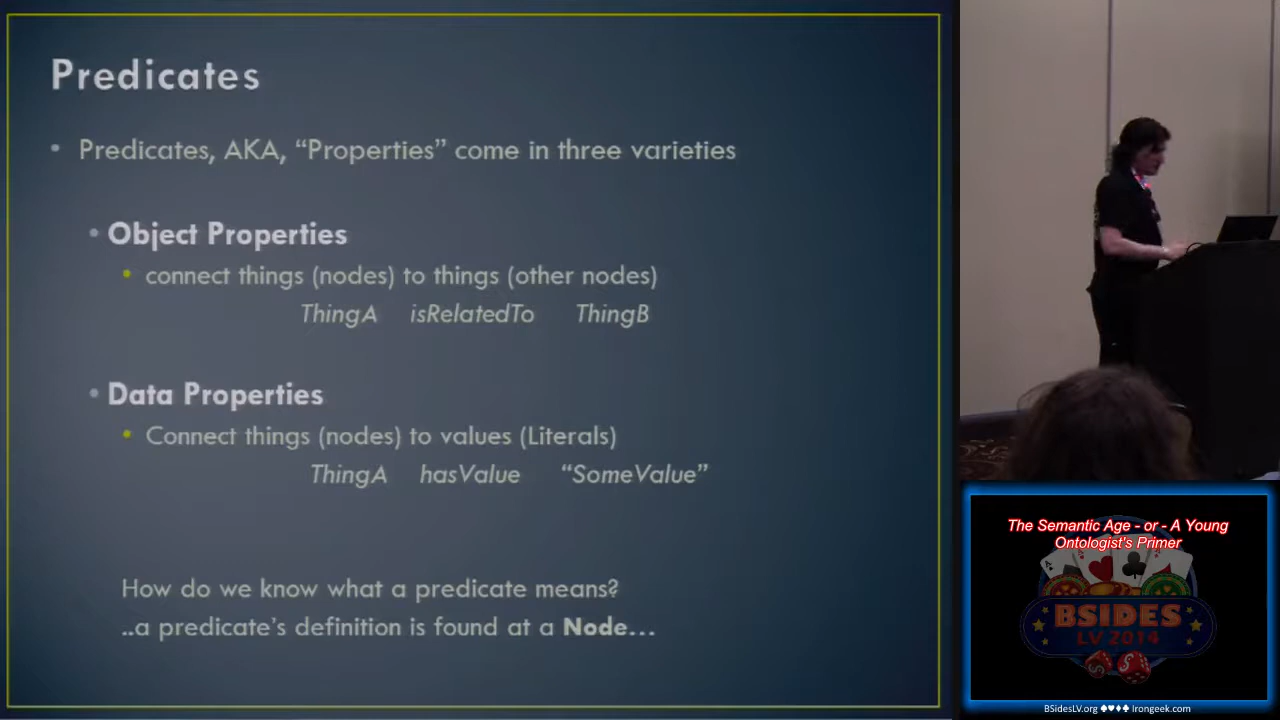 Predicates
• Predicates, AKA, “Properties” come in three varieties
• Object Properties
• connect things (nodes) to things (other nodes)
ThingA isRelatedTo ThingB
• Data Properties
• Connect things (nodes) to values (Literals)
ThingA hasValue “SomeValue”
How do we know what a predicate means?
..a predicate’s definition is found at a Node…
The Semantic Age - or - A Young
Ontologist's Primer
BSIDES
LV 2014
BSidesLV.org ♠♥♦♣ Irongeek.com